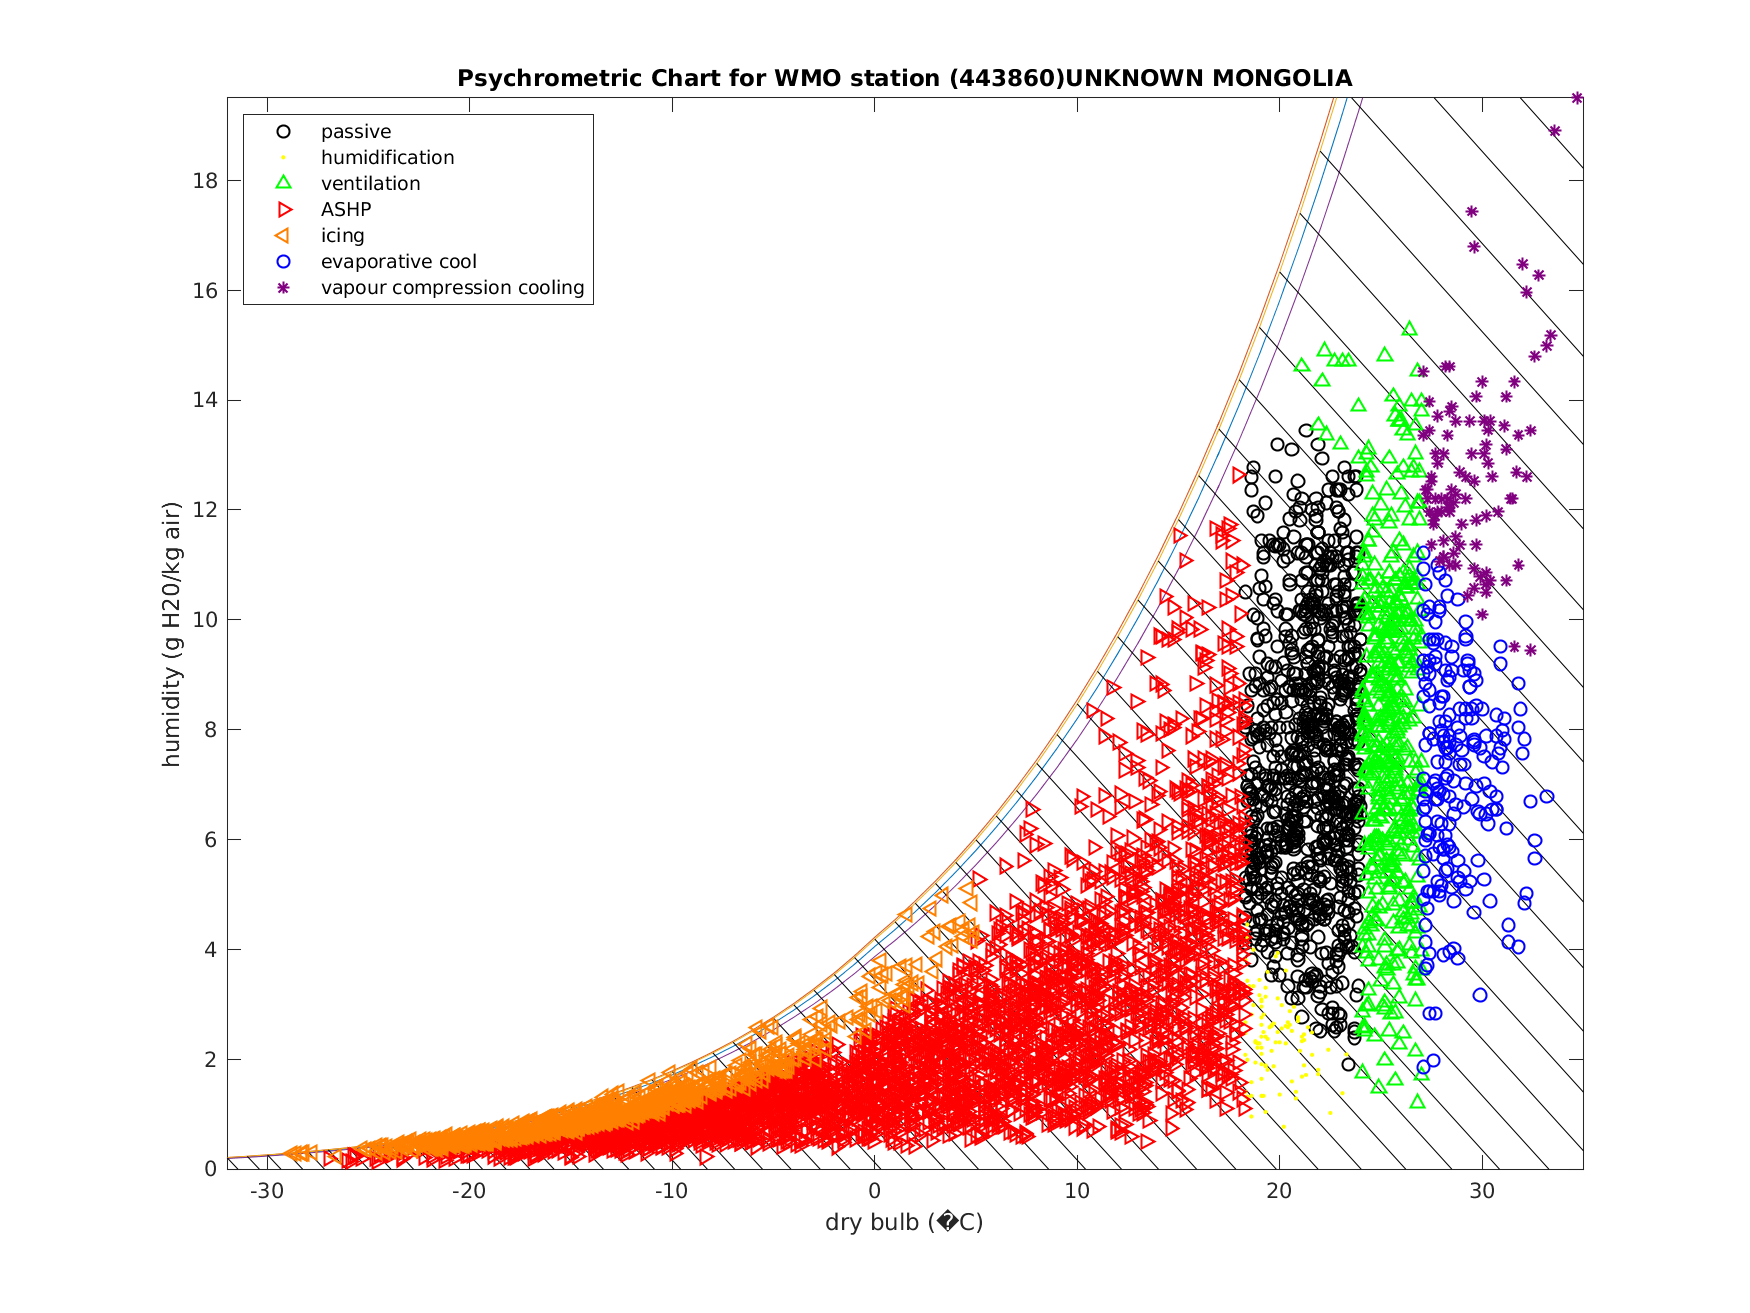 Psychrometric Chart for WMO station (443860)UNKNOWN MONGOLIA
passive
humidification
ventilation
ASHP
icing
evaporative cool
vapour compression cooling
humidity (g H20/kg air)
18
16
14
12
10
8
6
4
2
0
-30 -20 -10 0 10 20 30
dry bulb (�C)